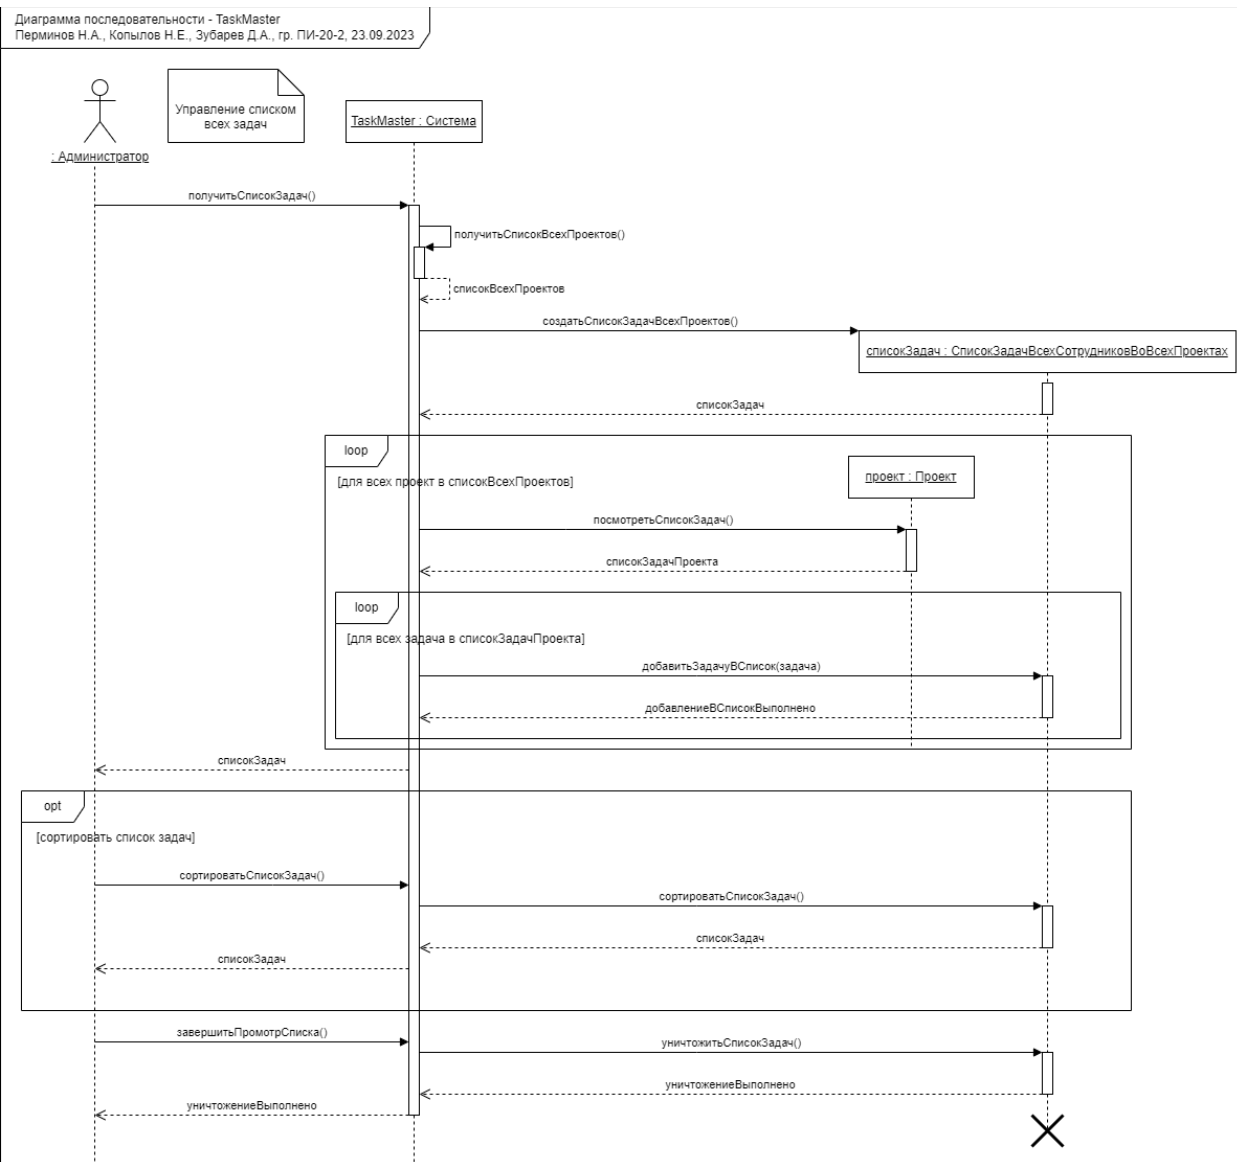 Диаграмма последовательности - TaskMaster
Перминов Н.А., Копылов Н.Е., Зубарев Д.А., гр. ПИ-20-2, 23.09.2023
Управление списком
всех задач
TaskMaster : Система
: Администратор
получитьСписокЗадач()
получитьСписокВсехПроектов()
списокВсехПроектов
создатьСписокЗадачВсехПроектов()
списокЗадач : СписокЗадачВсехСотрудниковВоВсехПроектах
списокЗадач
loop
[для всех проект в списокВсехПроектов]
проект : Проект
посмотретьСписокЗадач()
списокЗадачПроекта
loop
[для всех задача в списокЗадачПроекта]
добавитьЗадачуВСписок(задача)
добавлениеВСписокВыполнено
списокЗадач
opt
[сортировать список задач]
сортироватьСписокЗадач()
сортироватьСписокЗадач()
списокЗадач
списокЗадач
завершитьПромотрСписка()
уничтожитьСписокЗадач()
уничтожениеВыполнено
уничтожениеВыполнено